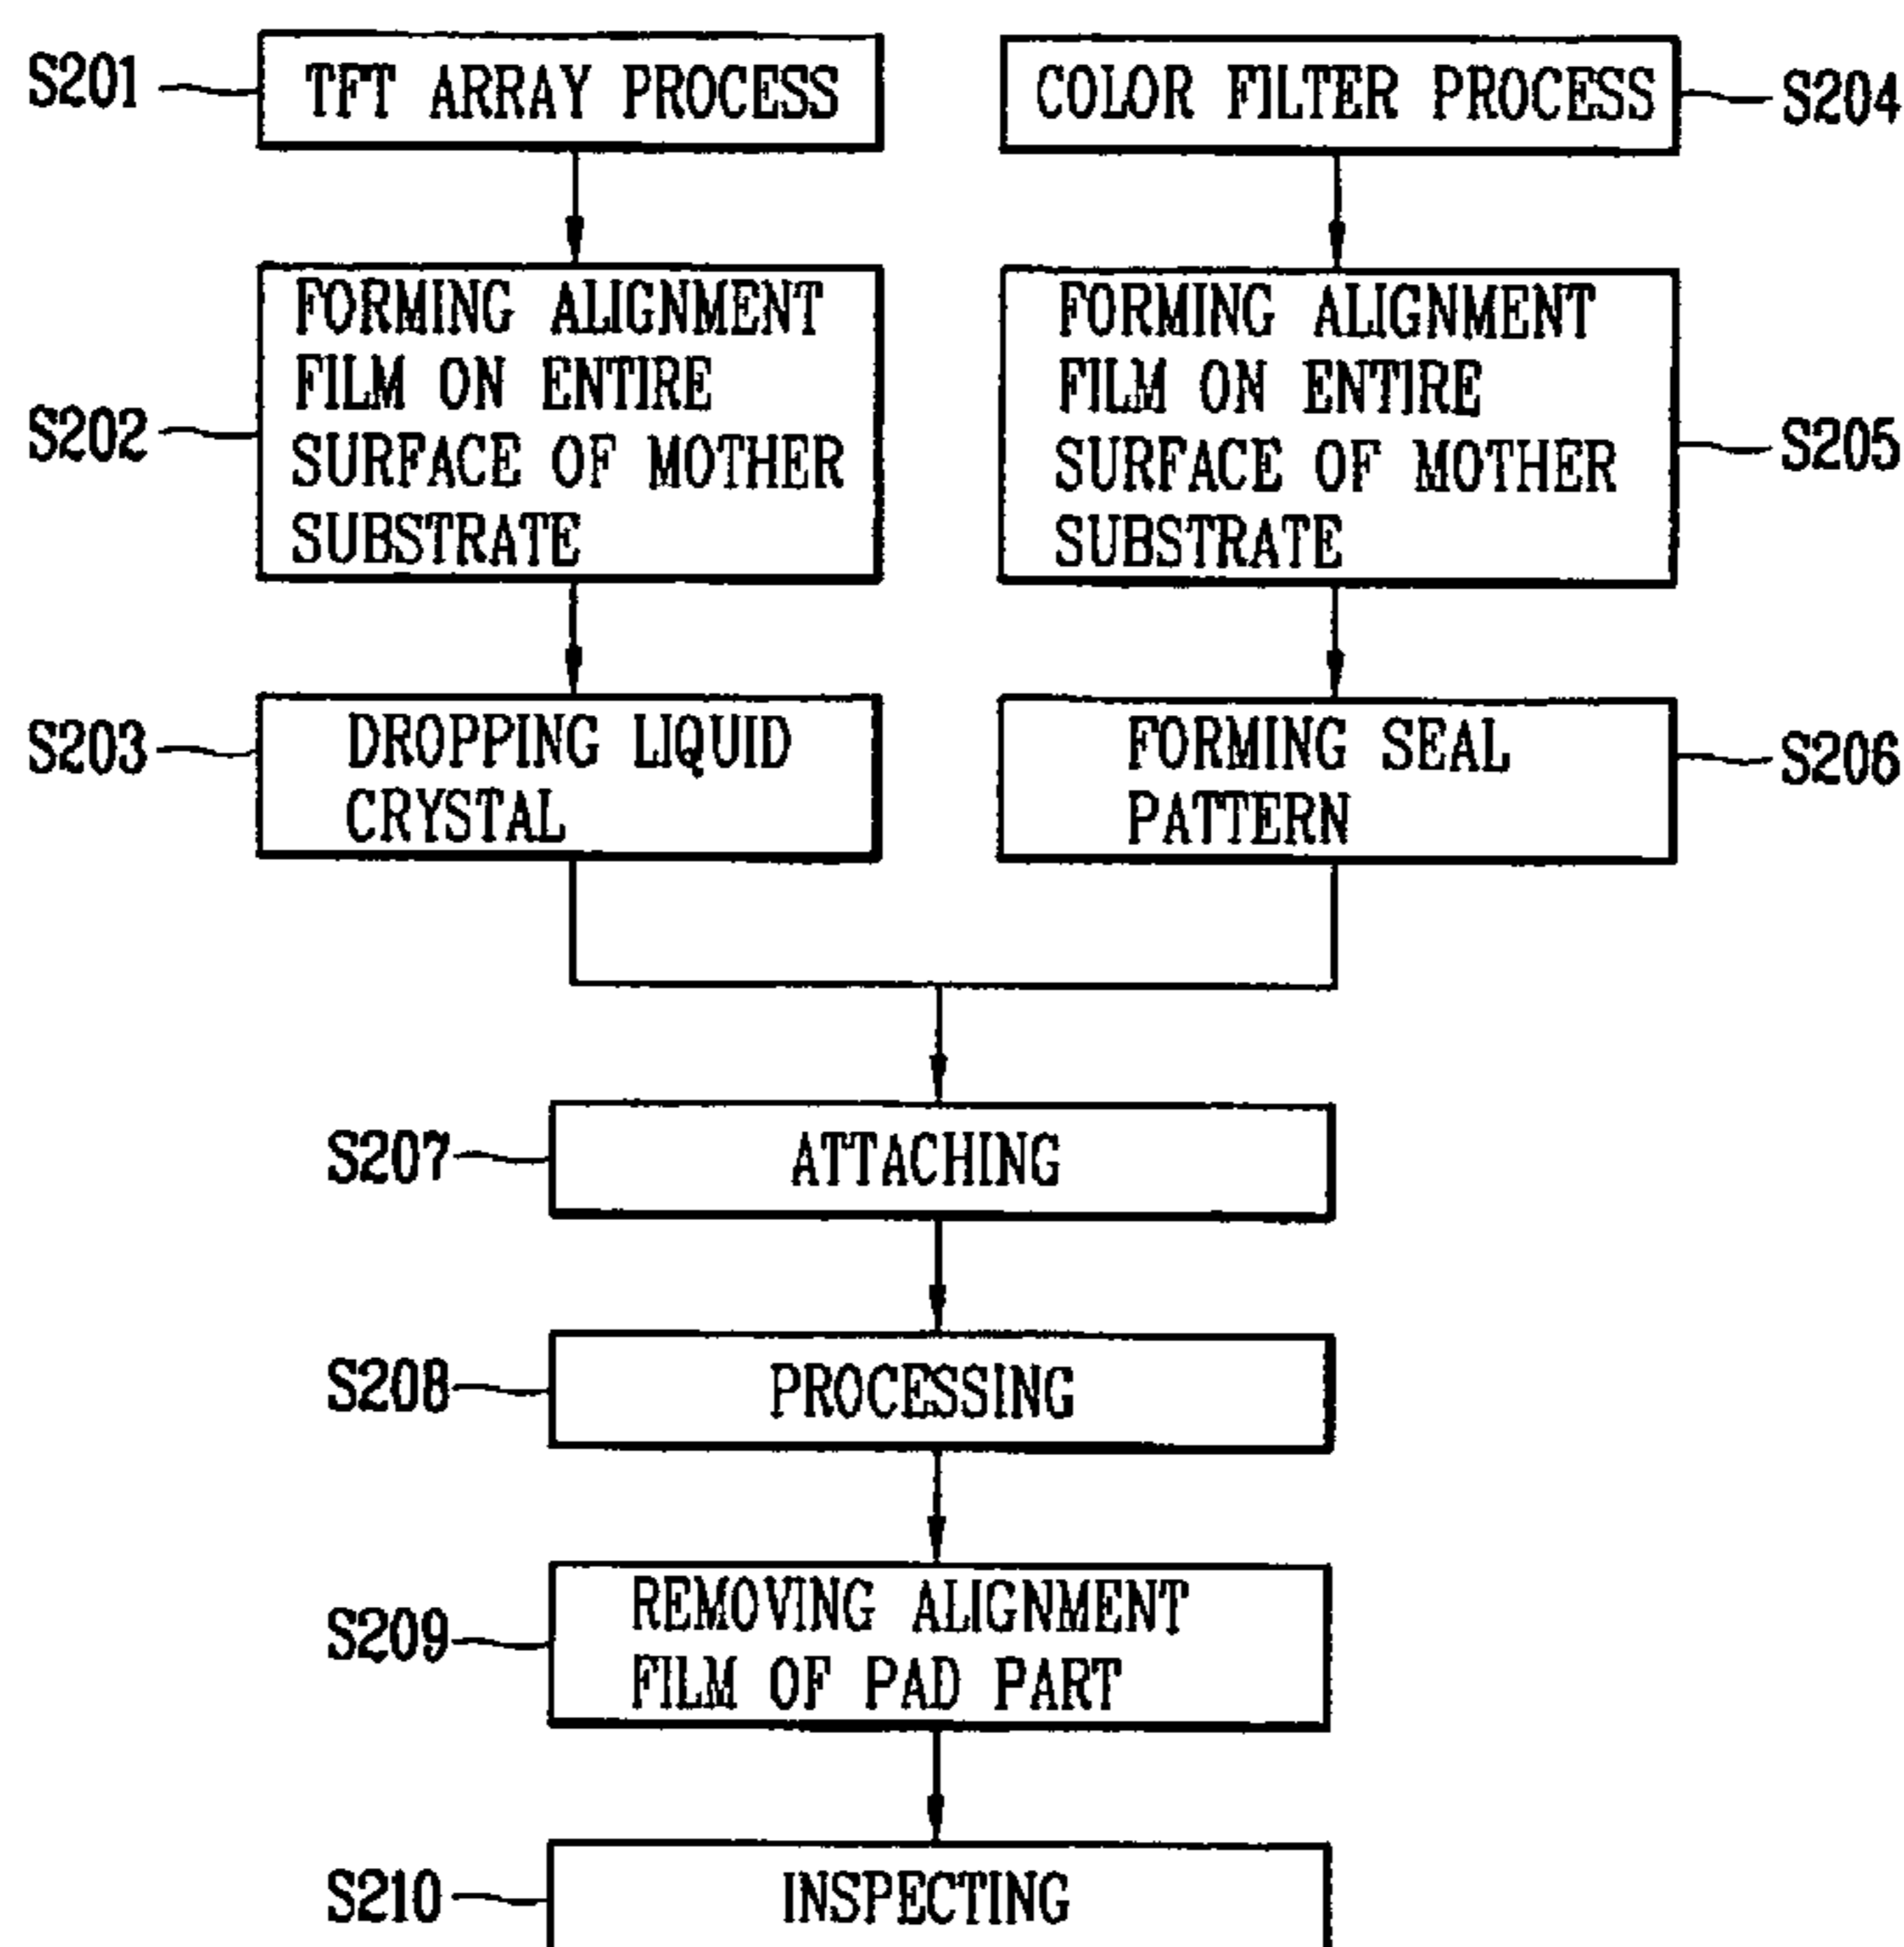 S201
TFT ARRAY PROCESS
COLOR FILTER PROCESS
S204
S202
FORMING ALIGNMENT
FILM ON ENTIRE
SURFACE OF MOTHER
SUBSTRATE
FORMING ALIGNMENT
FILM ON ENTIRE
SURFACE OF MOTHER
SUBSTRATE
S205
S203
DROPPING LIQUID
CRYSTAL
FORMING SEAL
PATTERN
S206
S207
ATTACHING
S208
PROCESSING
S209
REMOVING ALIGNMENT
FILM OF PAD PART
S210
INSPECTING